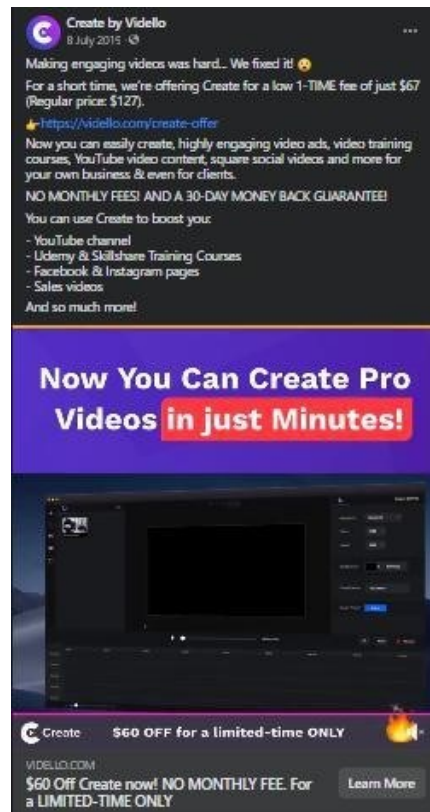 Create by Vidello
8 July 2015
Making engaging videos was hard... We fixed it! 😧
For a short time, we're offering Create for a low 1-TIME fee of just $67
(Regular price: $127).
👉https://vidello.com/create-offer
Now you can easily create, highly engaging video ads, video training
courses, YouTube video content, square social videos and more for
your own business & even for clients.
NO MONTHLY FEES! AND A 30-DAY MONEY BACK GUARANTEE!
You can use Create to boost you:
- YouTube channel
- Udemy & Skillshare Training Courses
- Facebook & Instagram pages
- Sales videos
And so much more!
Now You Can Create Pro
Videos in just Minutes!
Create $60 OFF for a limited-time ONLY
VIDELLO.COM
$60 Off Create now! NO MONTHLY FEE. For
a LIMITED-TIME ONLY
Learn More